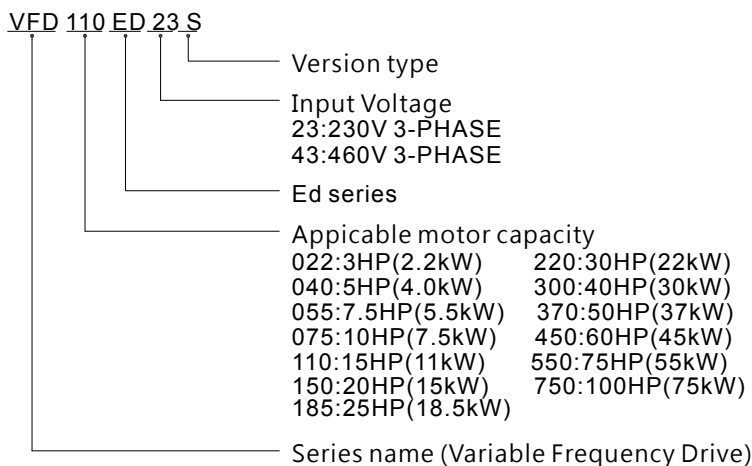 VFD 110 ED 23 S
Version type
Input Voltage
23:230V 3-PHASE
43:460V 3-PHASE
Ed series
Appicable motor capacity
022:3HP(2.2kW) 220:30HP(22kW)
040:5HP(4.0kW) 300:40HP(30kW)
055:7.5HP(5.5kW) 370:50HP(37kW)
075:10HP(7.5kW) 450:60HP(45kW)
110:15HP(11kW) 550:75HP(55kW)
150:20HP(15kW) 750:100HP(75kW)
185:25HP(18.5kW)
Series name (Variable Frequency Drive)